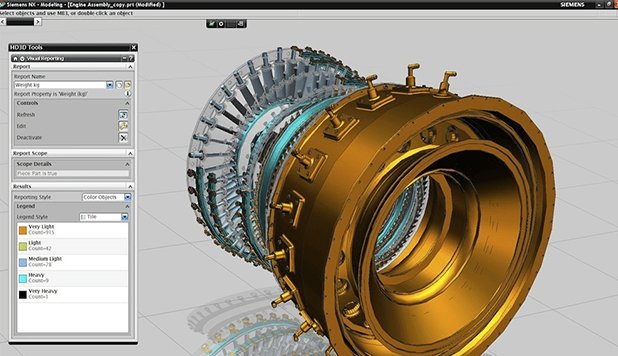 Siemens NX - Modeling - [Engine Assembly_copy.prt (Modified) ]
Select objects and use MB3, or double-click an object
SIEMENS
HD3D Tools
Visual Reporting
Report
Report Name
Weight-kg
Report Property is 'Weight (kg)'
Controls
Refresh
Edit
Deactivate
Report Scope
Scope Details
Piece Part is true
Results
Reporting Style
Color Objects
Legend
Legend Style
Tile
Very Light
Count=915
Light
Count=42
Medium Light
Count=78
Heavy
Count=9
Very Heavy
Count=1